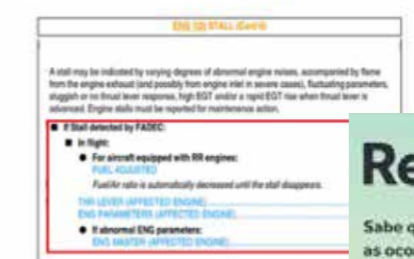 ENG 1(2) STALL (Cont'd)
A stall may be indicated by varying degrees of abnormal engine noises, accompanied by flame
from the engine exhaust (and possibly from engine inlet in severe cases), fluctuating parameters,
sluggish or no thrust lever response, high EGT and/or a rapid EGT rise when thrust lever is
advanced. Engine stalls must be reported for maintenance action.
If Stall detected by FADEC:
In flight:
For aircraft equipped with RR engines:
FUEL ADJUSTED
Fuel/Air ratio is automatically decreased until the stall disappears.
THR LEVER (AFFECTED ENGINE)
ENG PARAMETERS (AFFECTED ENGINE)
If abnormal ENG parameters:
ENG MASTER (AFFECTED ENGINE)
Re
Sabe q
as oco